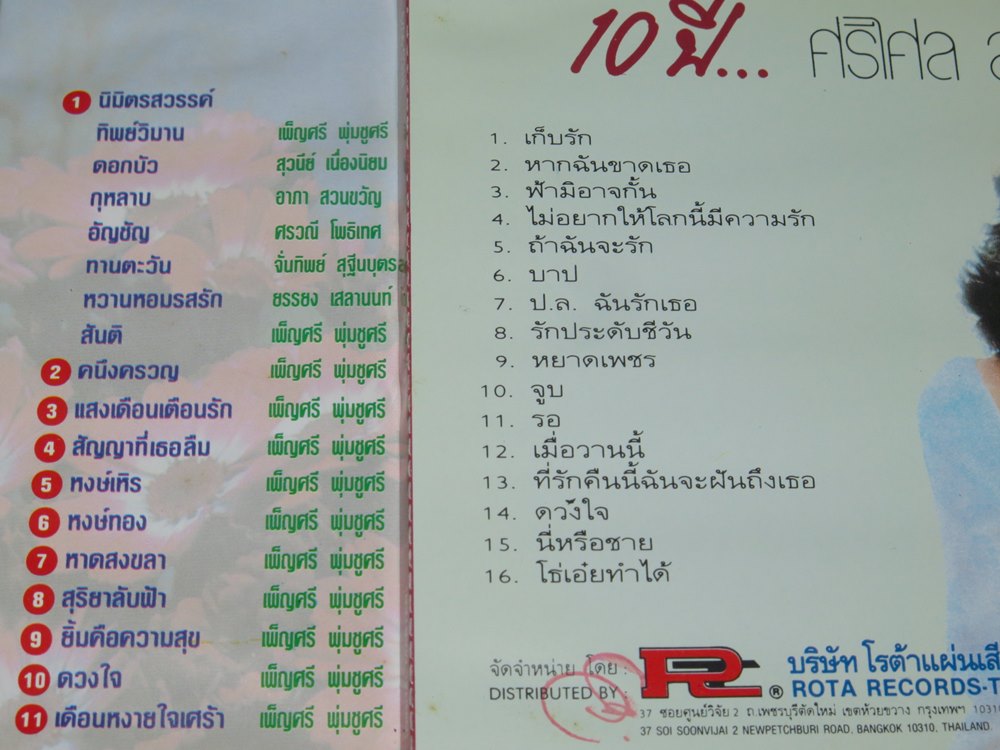 1 นิมิตรสวรรค์
ทิพย์วิมาน เพ็ญศรี พุ่มชูศรี
ดอกบัว สุวนีย์ เนื่องนิยม
กุหลาบ อาภา สวนขวัญ
อัญชัญ ศรวณี โพธิเทศ
ทานตะวัน จั่นทิพย์ สุฐีนบุตร
หวานหอมรสรัก ยรรยง เสลานนท์
สันติ เพ็ญศรี พุ่มชูศรี
2 คนึงครวญ เพ็ญศรี พุ่มชูศรี
3 แสงเดือนเตือนรัก เพ็ญศรี พุ่มชูศรี
4 สัญญาที่เธอลืม เพ็ญศรี พุ่มชูศรี
5 หงษ์เหิร เพ็ญศรี พุ่มชูศรี
6 หงษ์ทอง เพ็ญศรี พุ่มชูศรี
7 หาดสงขลา เพ็ญศรี พุ่มชูศรี
8 สุริยาลับฟ้า เพ็ญศรี พุ่มชูศรี
9 ยิ้มคือความสุข เพ็ญศรี พุ่มชูศรี
10 ดวงใจ เพ็ญศรี พุ่มชูศรี
11 เดือนหงายใจเศร้า เพ็ญศรี พุ่มชูศรี
10 ปี... ศรีไศล
1. เก็บรัก
2. หากฉันขาดเธอ
3. ฟ้ามิอาจกั้น
4. ไม่อยากให้โลกนี้มีความรัก
5. ถ้าฉันจะรัก
6. บาป
7. ป.ล. ฉันรักเธอ
8. รักประดับชีวัน
9. หยาดเพชร
10. จูบ
11. รอ
12. เมื่อวานนี้
13. ที่รักคืนนี้ฉันจะฝันถึงเธอ
14. ดวงใจ
15. นี่หรือชาย
16. โธ่เอ๋ยทำได้
จัดจำหน่าย โดย :
DISTRIBUTED BY :
R ®
บริษัท โรต้าแผ่นเสี
ROTA RECORDS-T
37 ซอยศูนย์วิจัย 2 ถ.เพชรบุรีตัดใหม่ เขตห้วยขวาง กรุงเทพฯ 10310
37 SOI SOONVIJAI 2 NEWPETCHBURI ROAD, BANGKOK 10310, THAILAND.